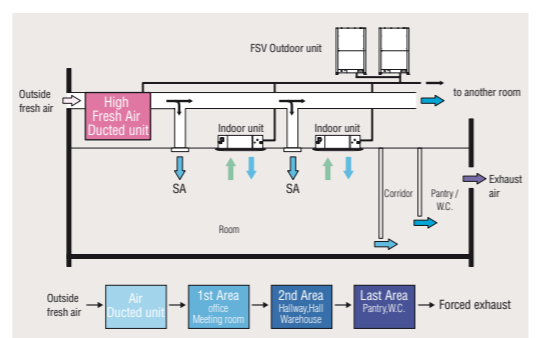 FSV Outdoor unit
Outside
fresh air
High
Fresh Air
Ducted unit
to another room
Indoor unit
Indoor unit
SA
SA
Corridor
Pantry /
W.C.
Exhaust
air
Room
Outside
fresh air
Air
Ducted unit
1st Area
office
Meeting room
2nd Area
Hallway,Hall
Warehouse
Last Area
Pantry,W.C.
Forced exhaust